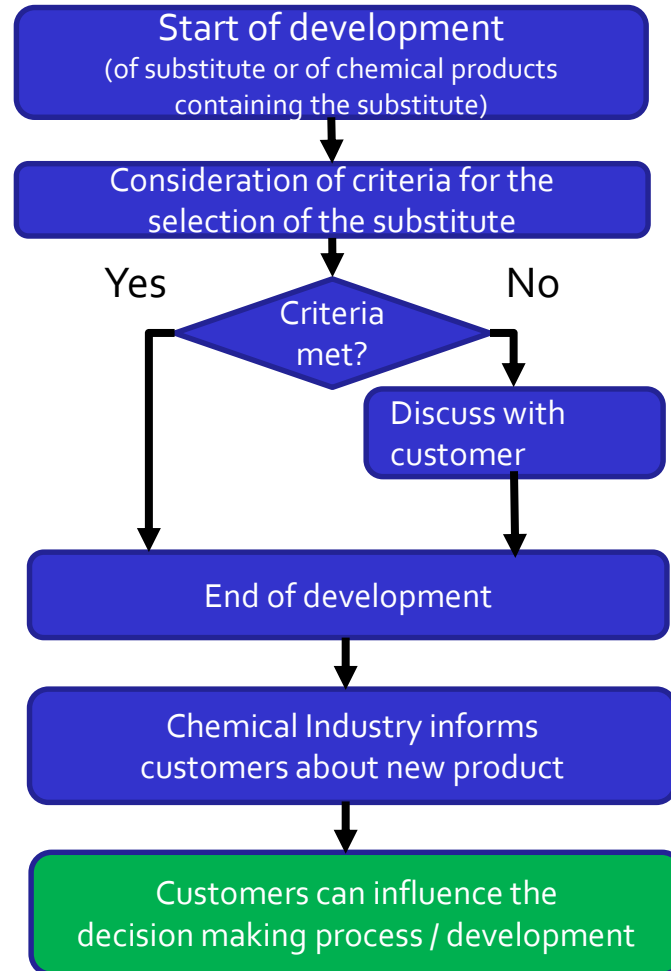 Start of development
(of substitute or of chemical products
containing the substitute)
Consideration of criteria for the
selection of the substitute
Yes
No
Criteria
met?
Discuss with
customer
End of development
Chemical Industry informs
customers about new product
Customers can influence the
decision making process / development